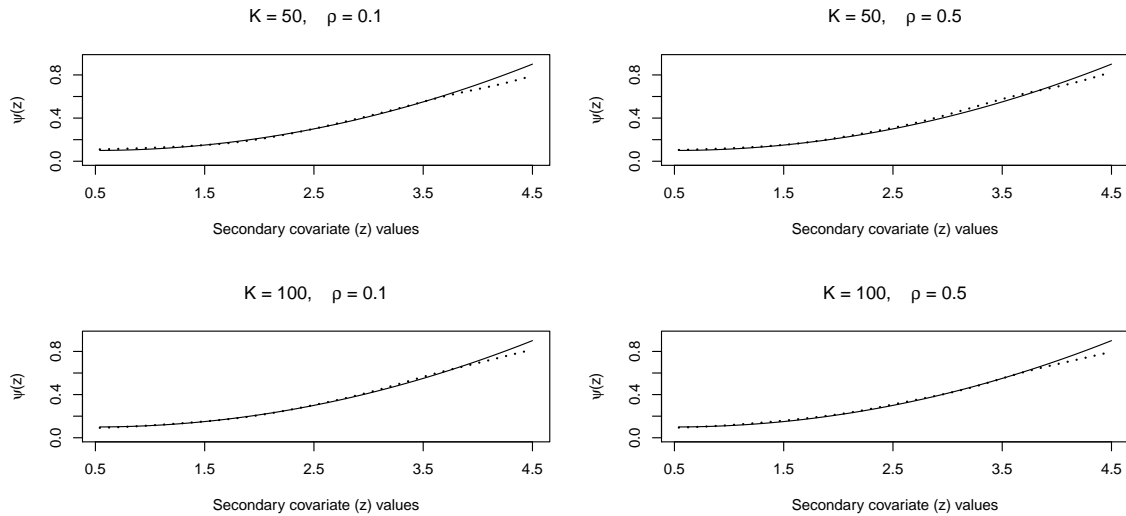 K = 50, ρ = 0.1
ψ(z)
0.0 0.4 0.8
0.5 1.5 2.5 3.5 4.5
Secondary covariate (z) values
K = 50, ρ = 0.5
ψ(z)
0.0 0.4 0.8
0.5 1.5 2.5 3.5 4.5
Secondary covariate (z) values
K = 100, ρ = 0.1
ψ(z)
0.0 0.4 0.8
0.5 1.5 2.5 3.5 4.5
Secondary covariate (z) values
K = 100, ρ = 0.5
ψ(z)
0.0 0.4 0.8
0.5 1.5 2.5 3.5 4.5
Secondary covariate (z) values